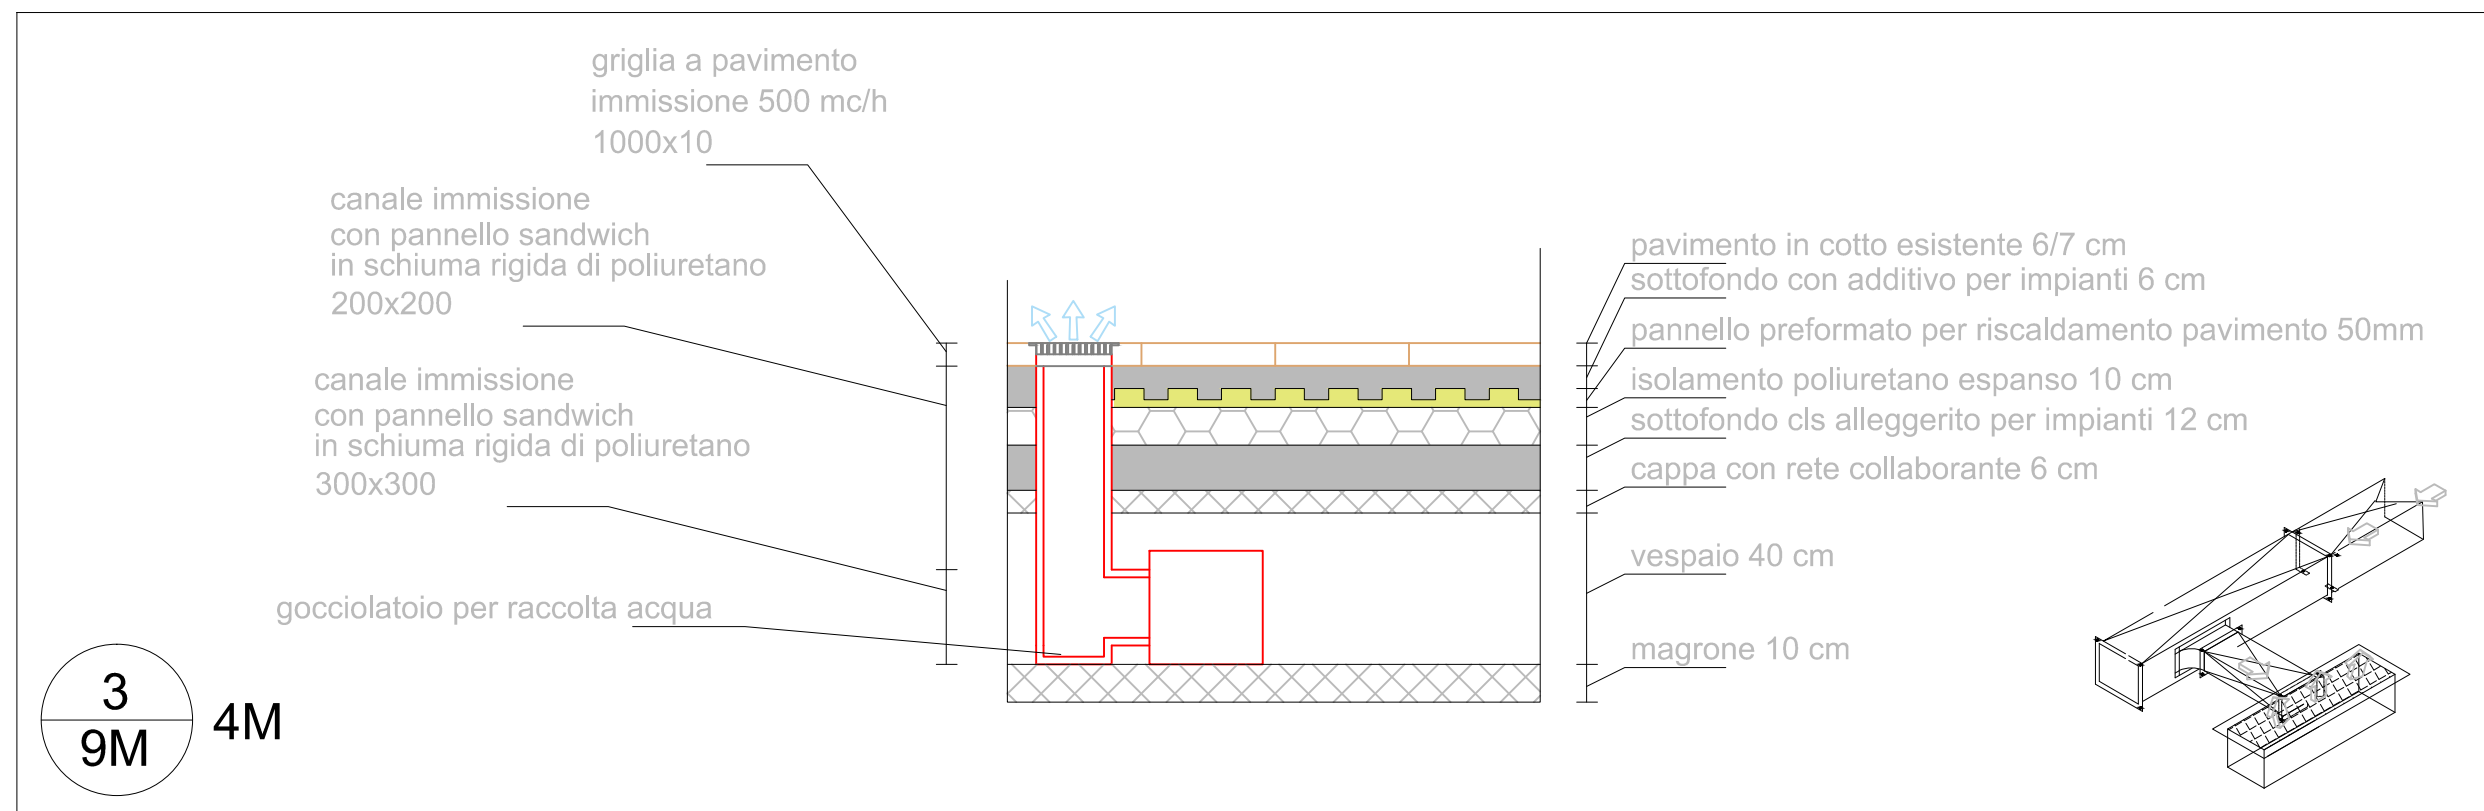 griglia a pavimento
immissione 500 mc/h
1000x10
canale immissione
con pannello sandwich
in schiuma rigida di poliuretano
200x200
canale immissione
con pannello sandwich
in schiuma rigida di poliuretano
300x300
gocciolatoio per raccolta acqua
pavimento in cotto esistente 6/7 cm
sottofondo con additivo per impianti 6 cm
pannello preformato per riscaldamento pavimento 50mm
isolamento poliuretano espanso 10 cm
sottofondo cls alleggerito per impianti 12 cm
cappa con rete collaborante 6 cm
vespaio 40 cm
magrone 10 cm
3
9M
4M